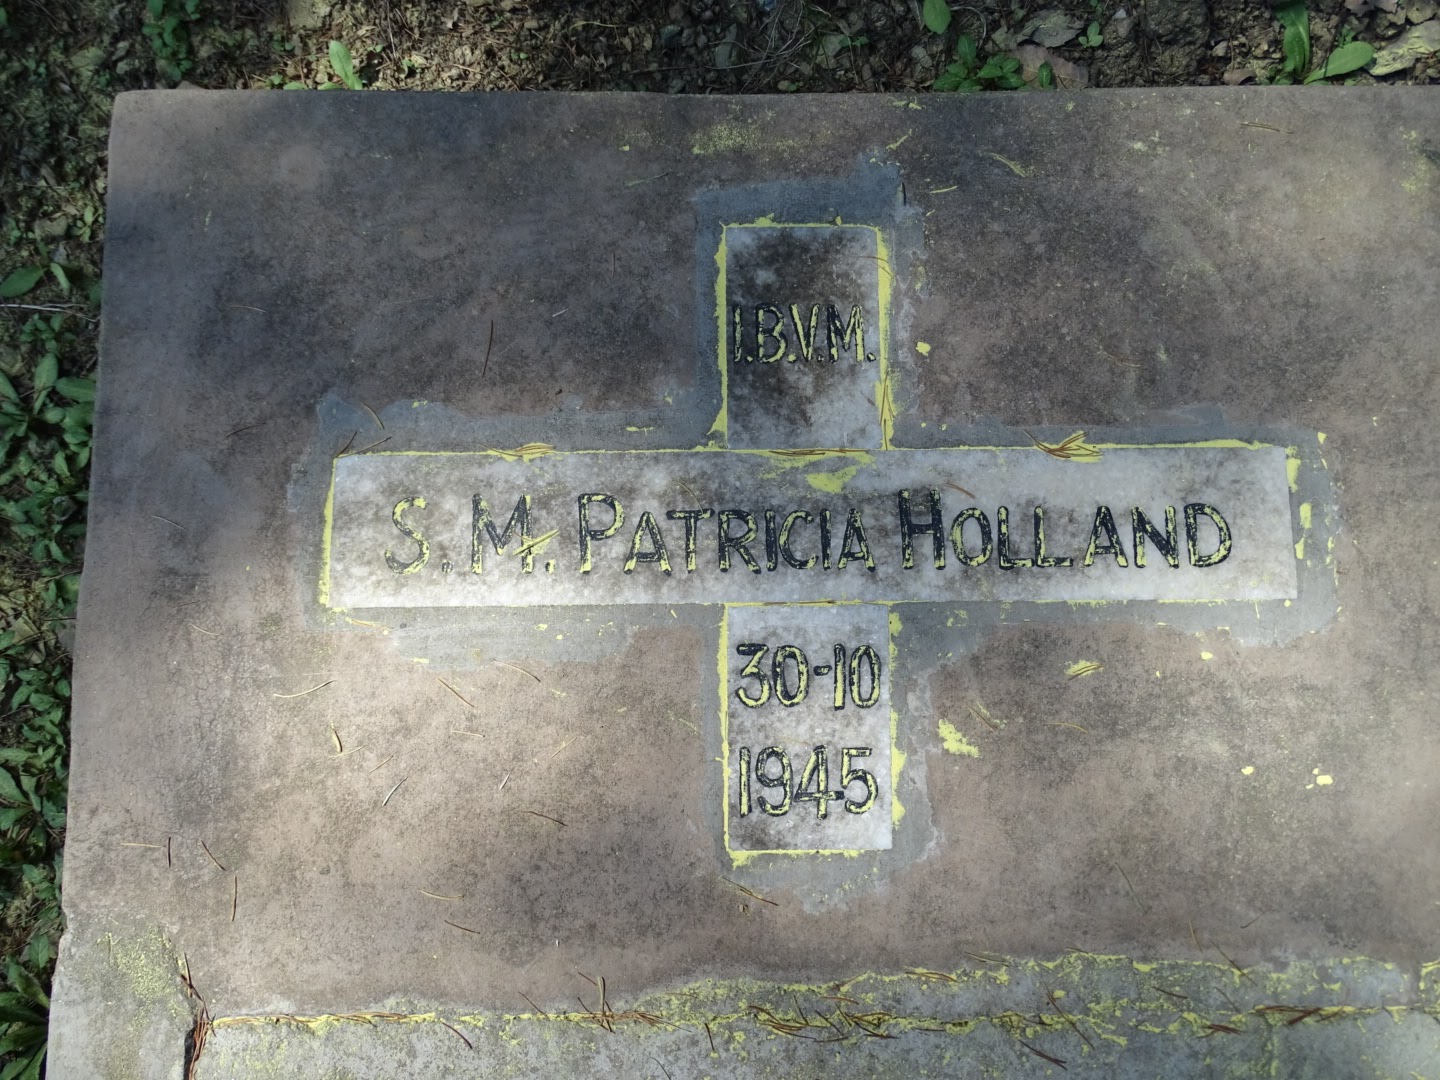 I.B.V.M.
S. M. PATRICIA HOLLAND
30-10
1945